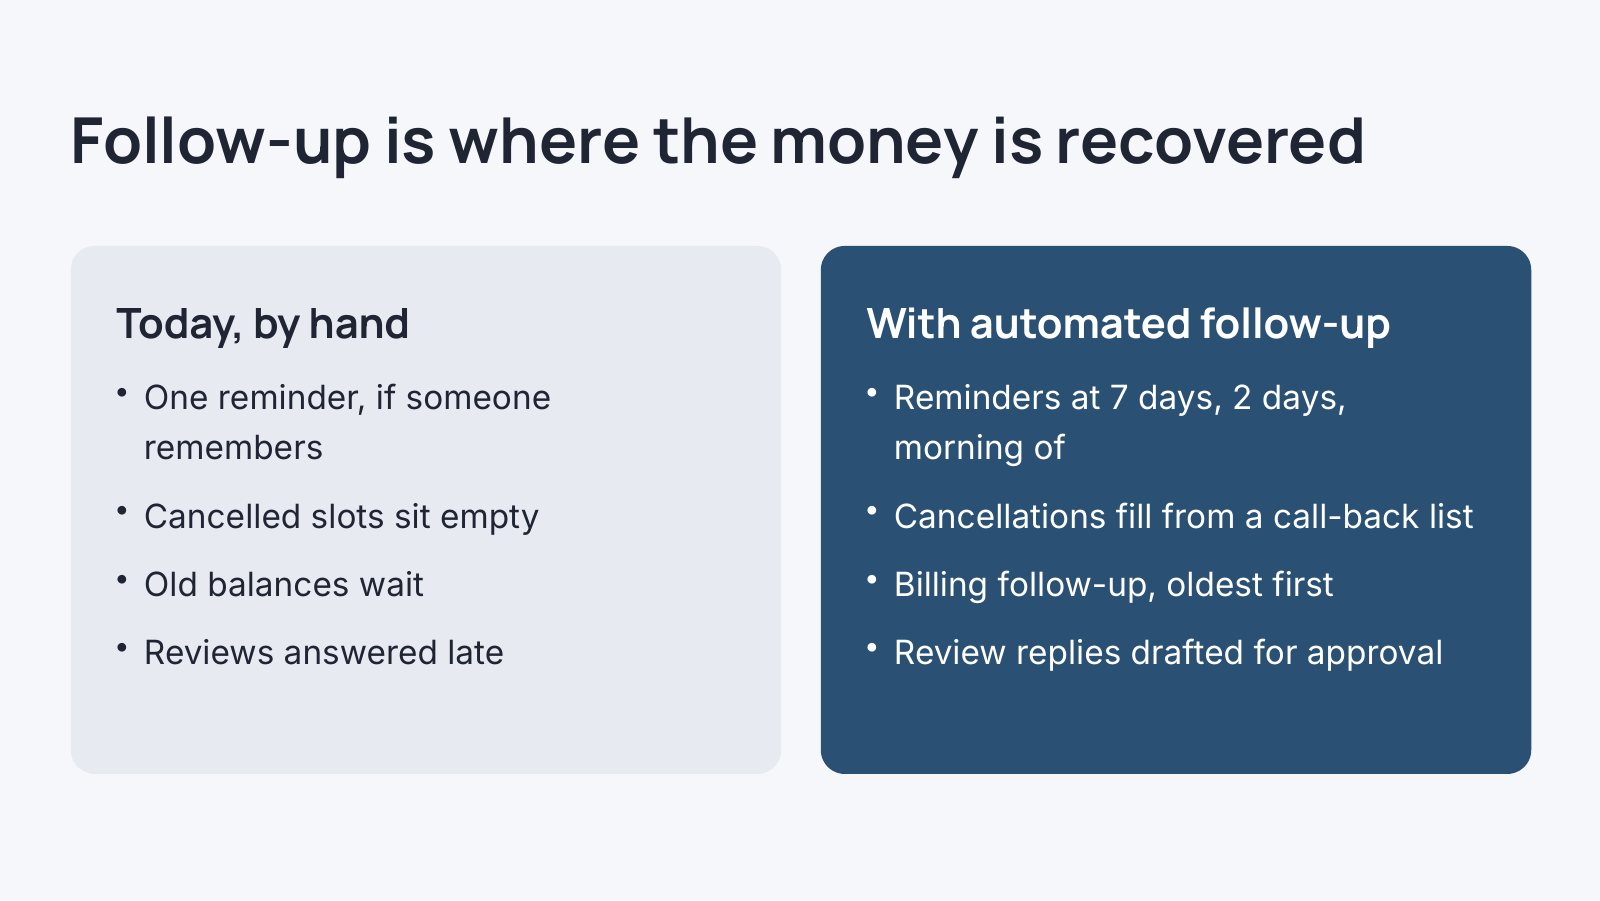 Follow-up is where the money is recovered
Today, by hand
• One reminder, if someone
remembers
• Cancelled slots sit empty
• Old balances wait
• Reviews answered late
With automated follow-up
• Reminders at 7 days, 2 days,
morning of
• Cancellations fill from a call-back list
• Billing follow-up, oldest first
• Review replies drafted for approval